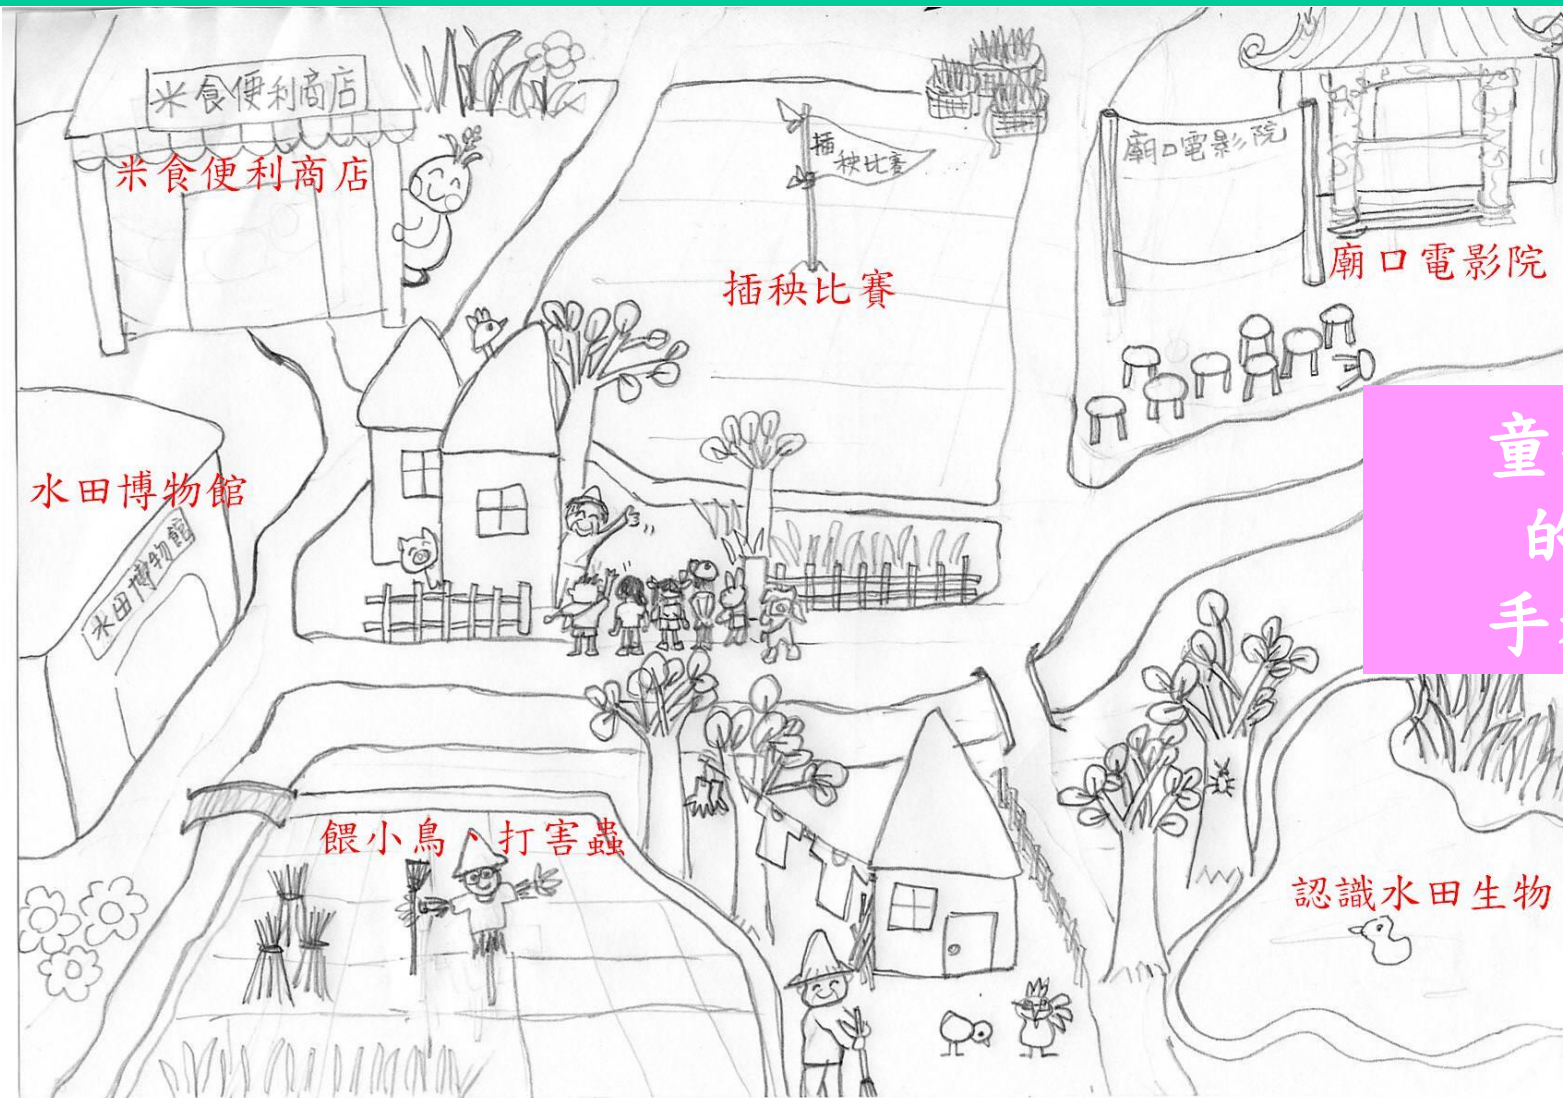 米食便利商店
米食便利商店
插
秧比賽
插秧比賽
廟口電影院
廟口電影院
童
的
手
水田博物館
水田博物館
餵小鳥、打害蟲
認識水田生物